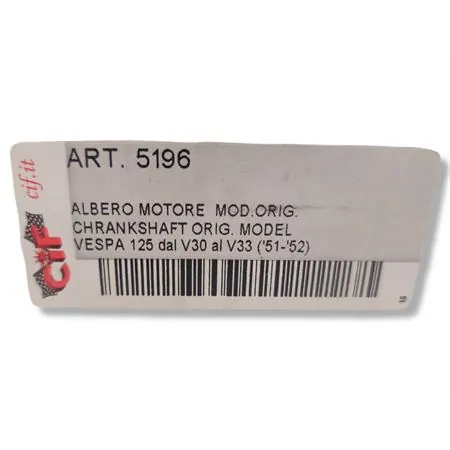 cif.it
CIF
ART. 5196
ALBERO MOTORE MOD.ORIG.
CHRANKSHAFT ORIG. MODEL
VESPA 125 dal V30 al V33 ('51-'52)